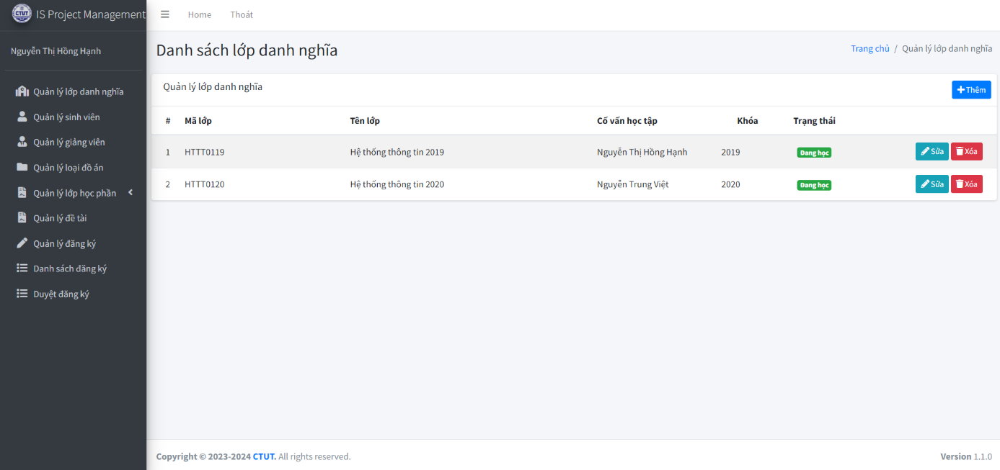 CTUT IS Project Management
Home Thoát
Nguyễn Thị Hồng Hạnh
Quản lý lớp danh nghĩa
Quản lý sinh viên
Quản lý giảng viên
Quản lý loại đồ án
Quản lý lớp học phần
Quản lý đề tài
Quản lý đăng ký
Danh sách đăng ký
Duyệt đăng ký
Danh sách lớp danh nghĩa
Trang chủ / Quản lý lớp danh nghĩa
Quản lý lớp danh nghĩa
Thêm
# Mã lớp Tên lớp Cố vấn học tập Khóa Trạng thái
1 HTTT0119 Hệ thống thông tin 2019 Nguyễn Thị Hồng Hạnh 2019 Đang học Sửa Xóa
2 HTTT0120 Hệ thống thông tin 2020 Nguyễn Trung Việt 2020 Đang học Sửa Xóa
Copyright © 2023-2024 CTUT. All rights reserved.
Version 1.1.0